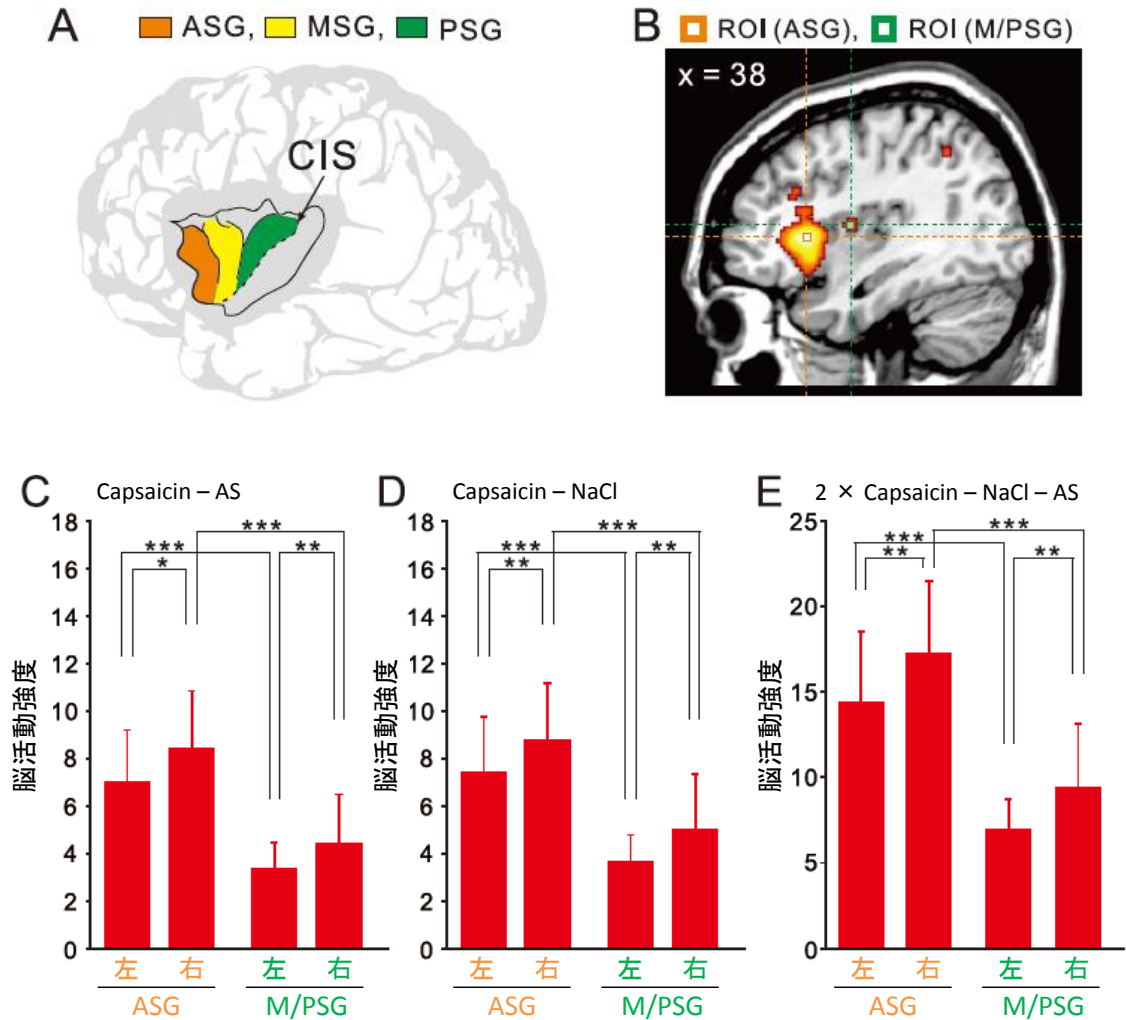 A
ASG, MSG, PSG
CIS
B
ROI (ASG), ROI (M/PSG)
x = 38
C Capsaicin – AS
脳活動強度
18
16
14
12
10
8
6
4
2
0
***
***
**
*
左 右 左 右
ASG M/PSG
D Capsaicin – NaCl
脳活動強度
18
16
14
12
10
8
6
4
2
0
***
***
**
**
左 右 左 右
ASG M/PSG
E 2 × Capsaicin – NaCl – AS
脳活動強度
25
20
15
10
5
0
***
***
**
**
左 右 左 右
ASG M/PSG